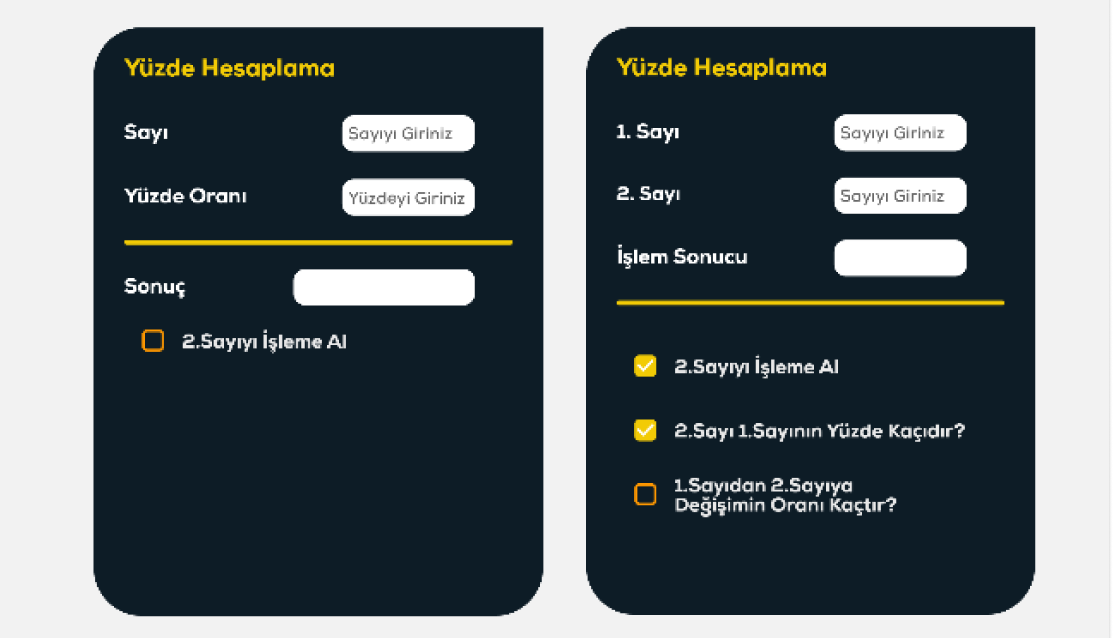 Yüzde Hesaplama
Sayı
Sayıyı Giriniz
Yüzde Oranı
Yüzdeyi Giriniz
Sonuç
2.Sayıyı İşleme Al
Yüzde Hesaplama
1. Sayı
Sayıyı Giriniz
2. Sayı
Sayıyı Giriniz
İşlem Sonucu
2.Sayıyı İşleme Al
2.Sayı 1.Sayının Yüzde Kaçıdır?
1.Sayıdan 2.Sayıya
Değişimin Oranı Kaçtır?